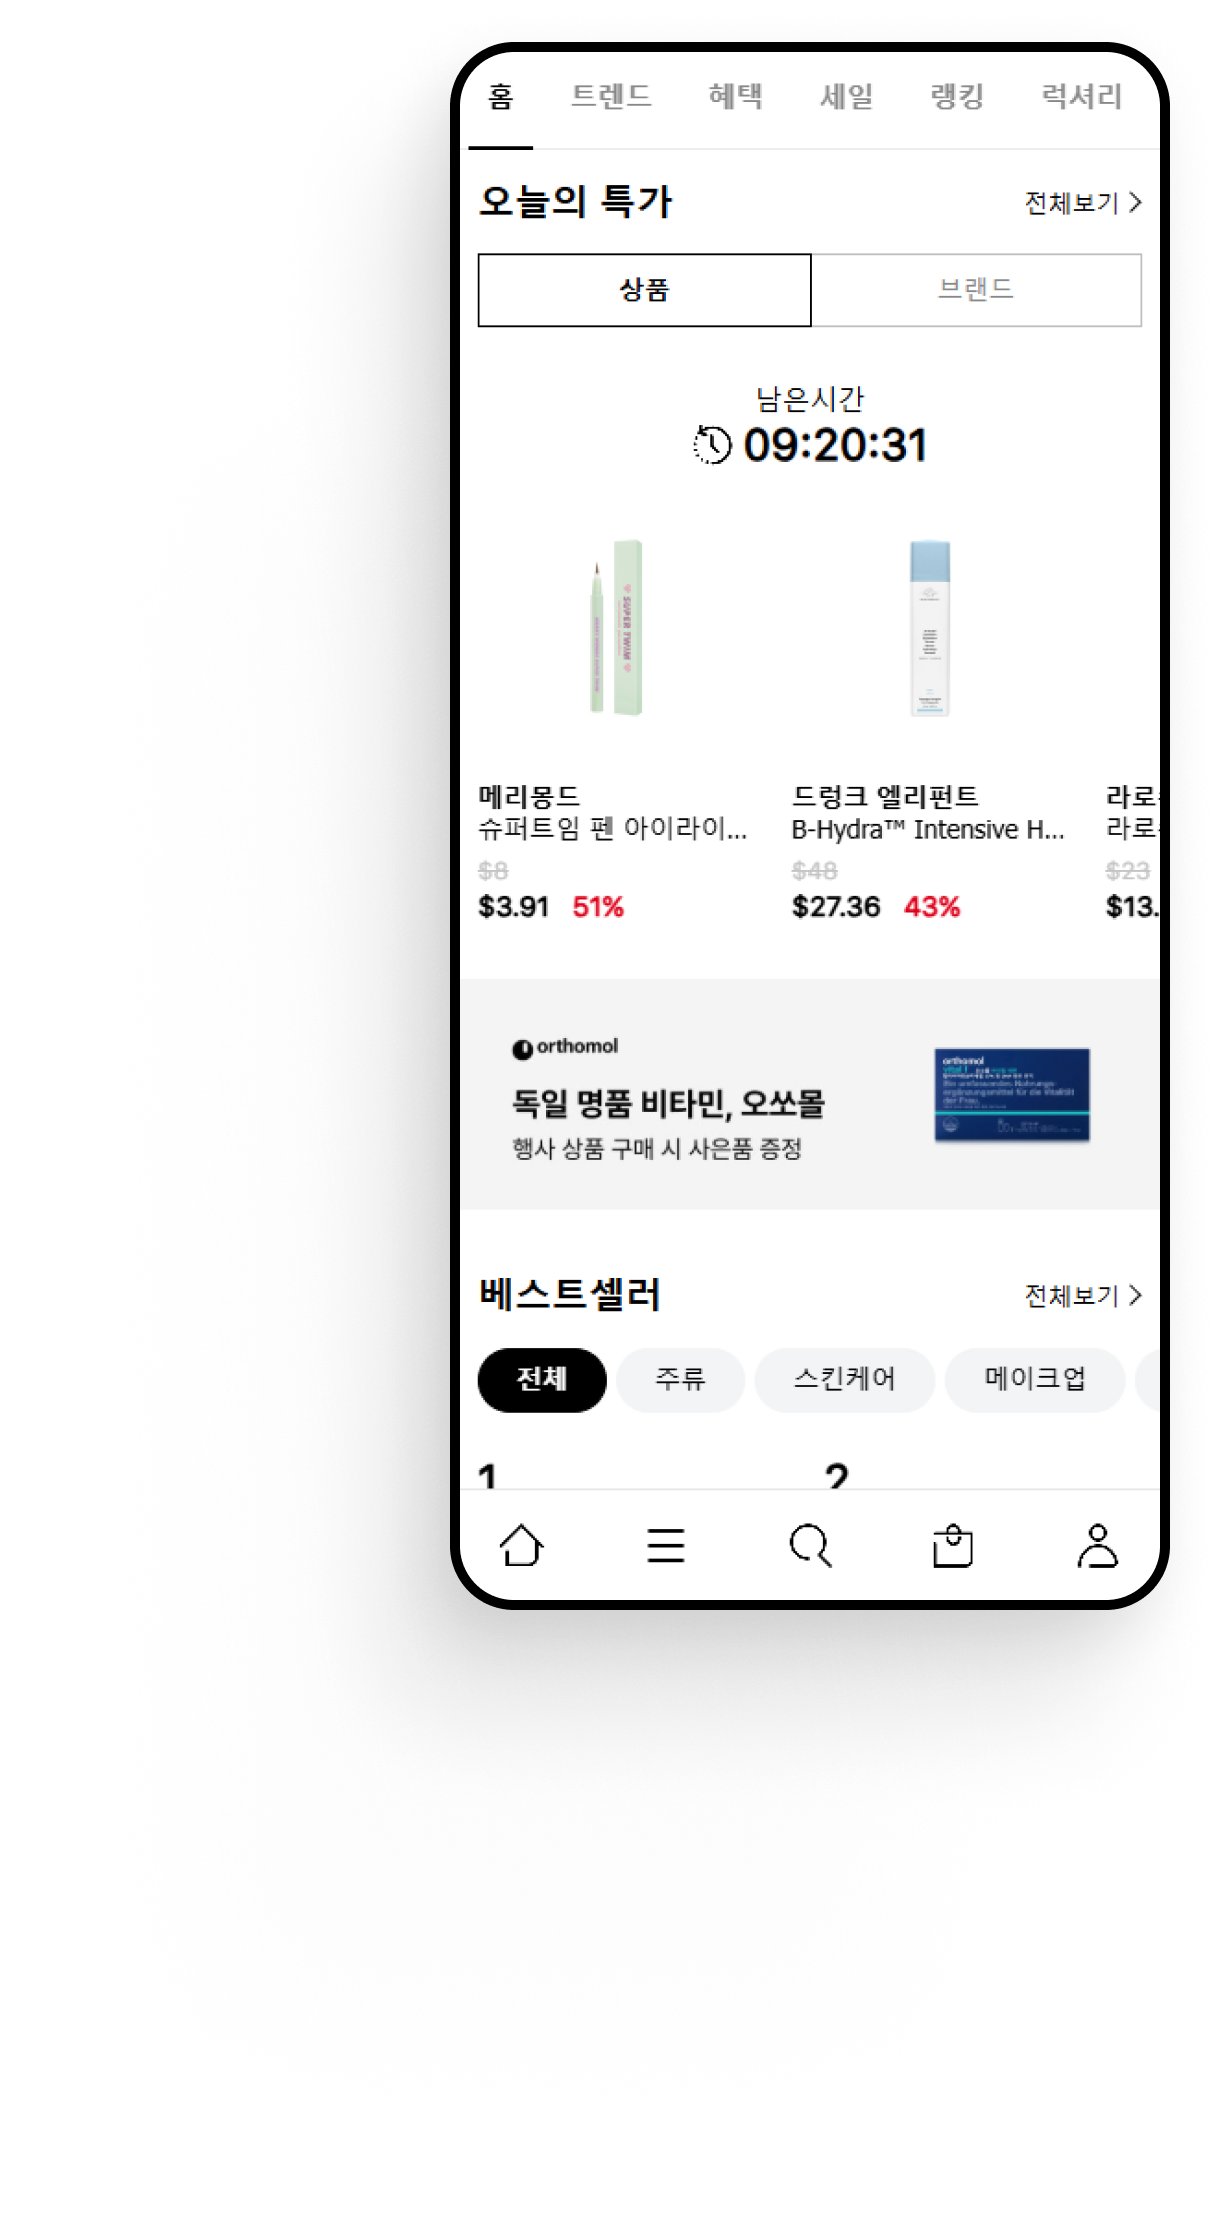 홈 트렌드 혜택 세일 랭킹 럭셔리
오늘의 특가 전체보기
상품 브랜드
남은시간
09:20:31
SUPER TWIM
메리몽드 드렁크 엘리펀트 라로
슈퍼트임 펜 아이라이... B-Hydra™ Intensive H... 라로
$8 $48 $23
$3.91 51% $27.36 43% $13.
orthomol
독일 명품 비타민, 오쏘몰
행사 상품 구매 시 사은품 증정
orthomol
vital f
베스트셀러 전체보기
전체 주류 스킨케어 메이크업
1 2